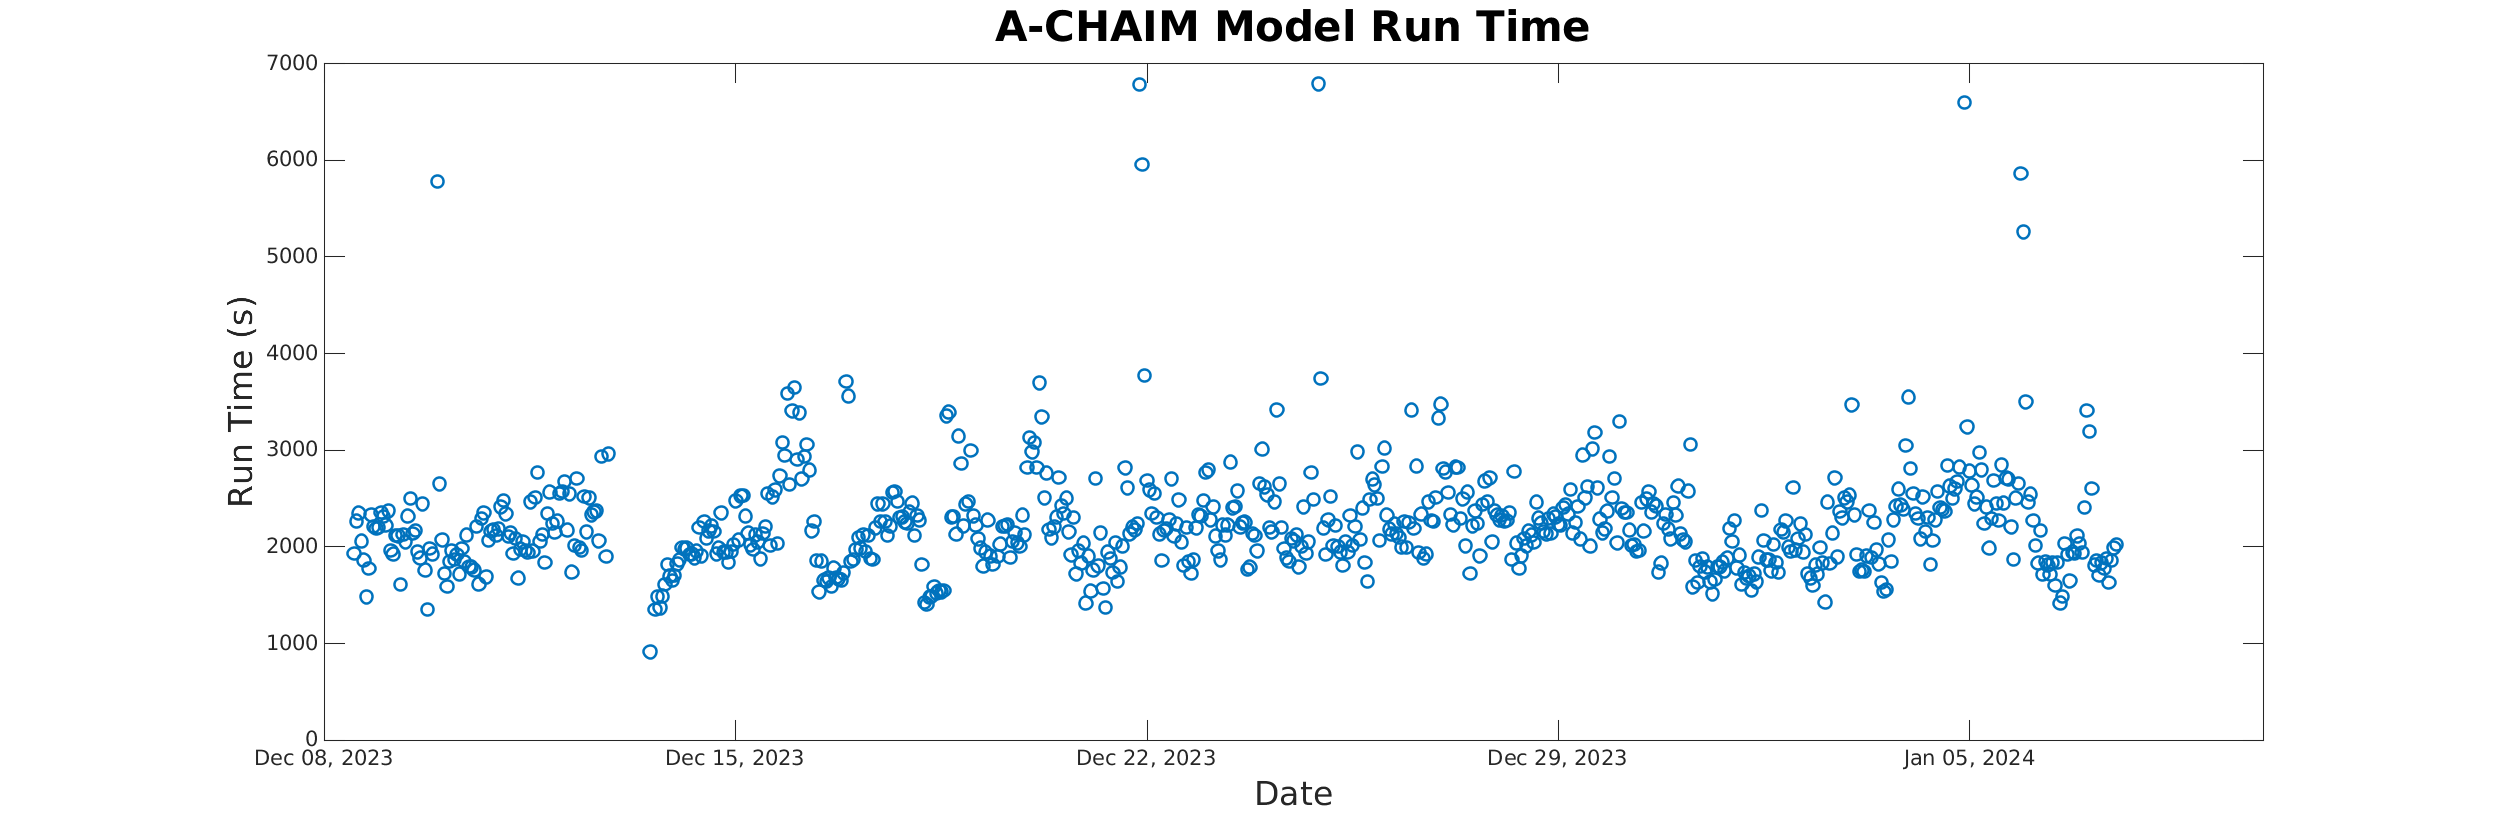 A-CHAIM Model Run Time
7000
6000
5000
4000
3000
2000
1000
0
Run Time (s)
Dec 08, 2023 Dec 15, 2023 Dec 22, 2023 Dec 29, 2023 Jan 05, 2024
Date